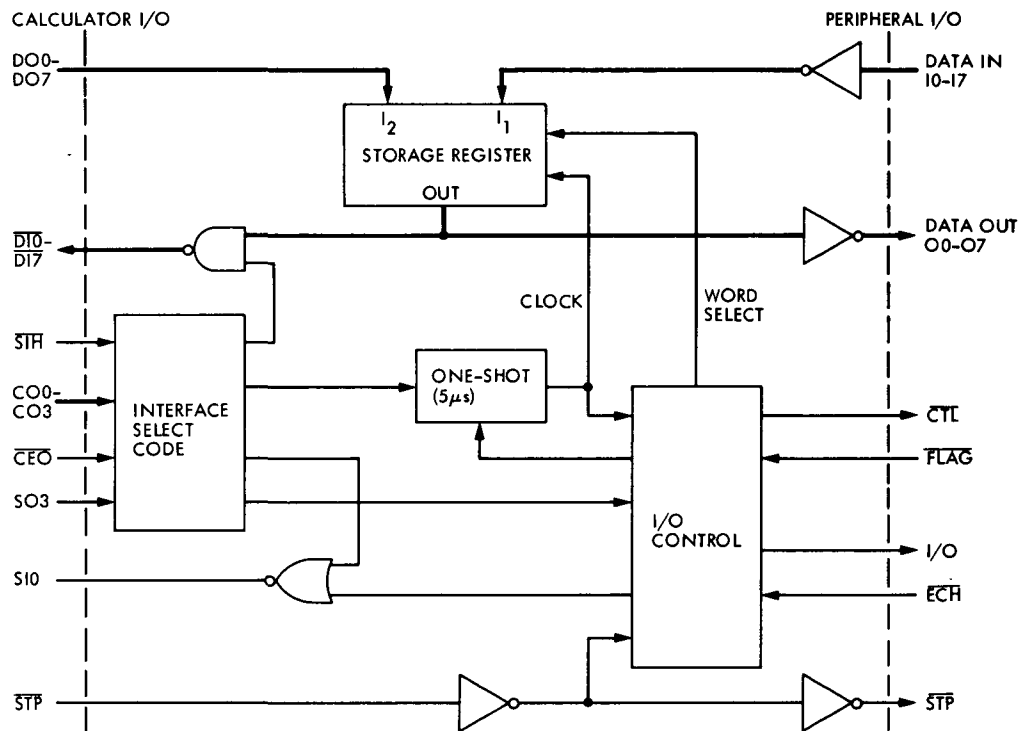 CALCULATOR I/O
PERIPHERAL I/O
DO0-
DO7
DATA IN
I0-I7
I2
I1
STORAGE REGISTER
OUT
DI0-
DI7
DATA OUT
O0-O7
CLOCK
WORD
SELECT
SIH
CO0-
CO3
CEO
SO3
INTERFACE
SELECT
CODE
ONE-SHOT
(5μs)
I/O
CONTROL
CTL
FLAG
I/O
ECH
SI0
STP
STP